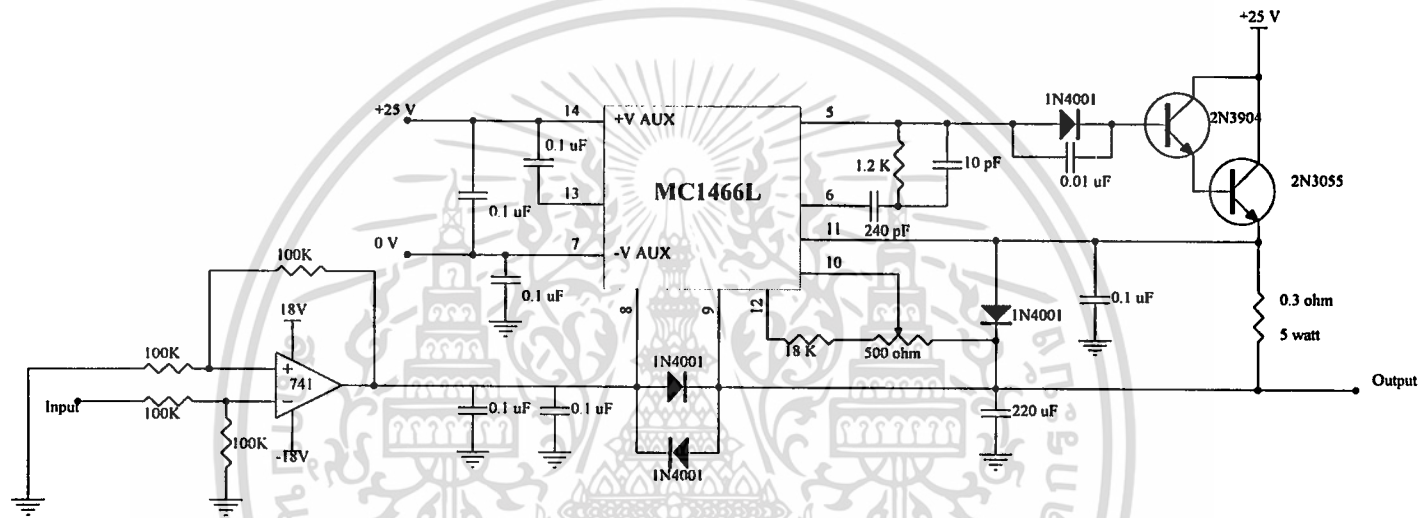 +25 V
+25 V
14
+V AUX
5
1N4001
2N3904
0.1 uF
1.2 K
10 pF
0.01 uF
MC1466L
2N3055
13
0.1 uF
6
240 pF
11
0 V
7
-V AUX
10
100K
0.1 uF
0.1 uF
1N4001
0.3 ohm
5 watt
18V
8
9
12
18 K
500 ohm
100K
+
741
1N4001
Output
Input
-
100K
0.1 uF
0.1 uF
220 uF
100K
-18V
1N4001